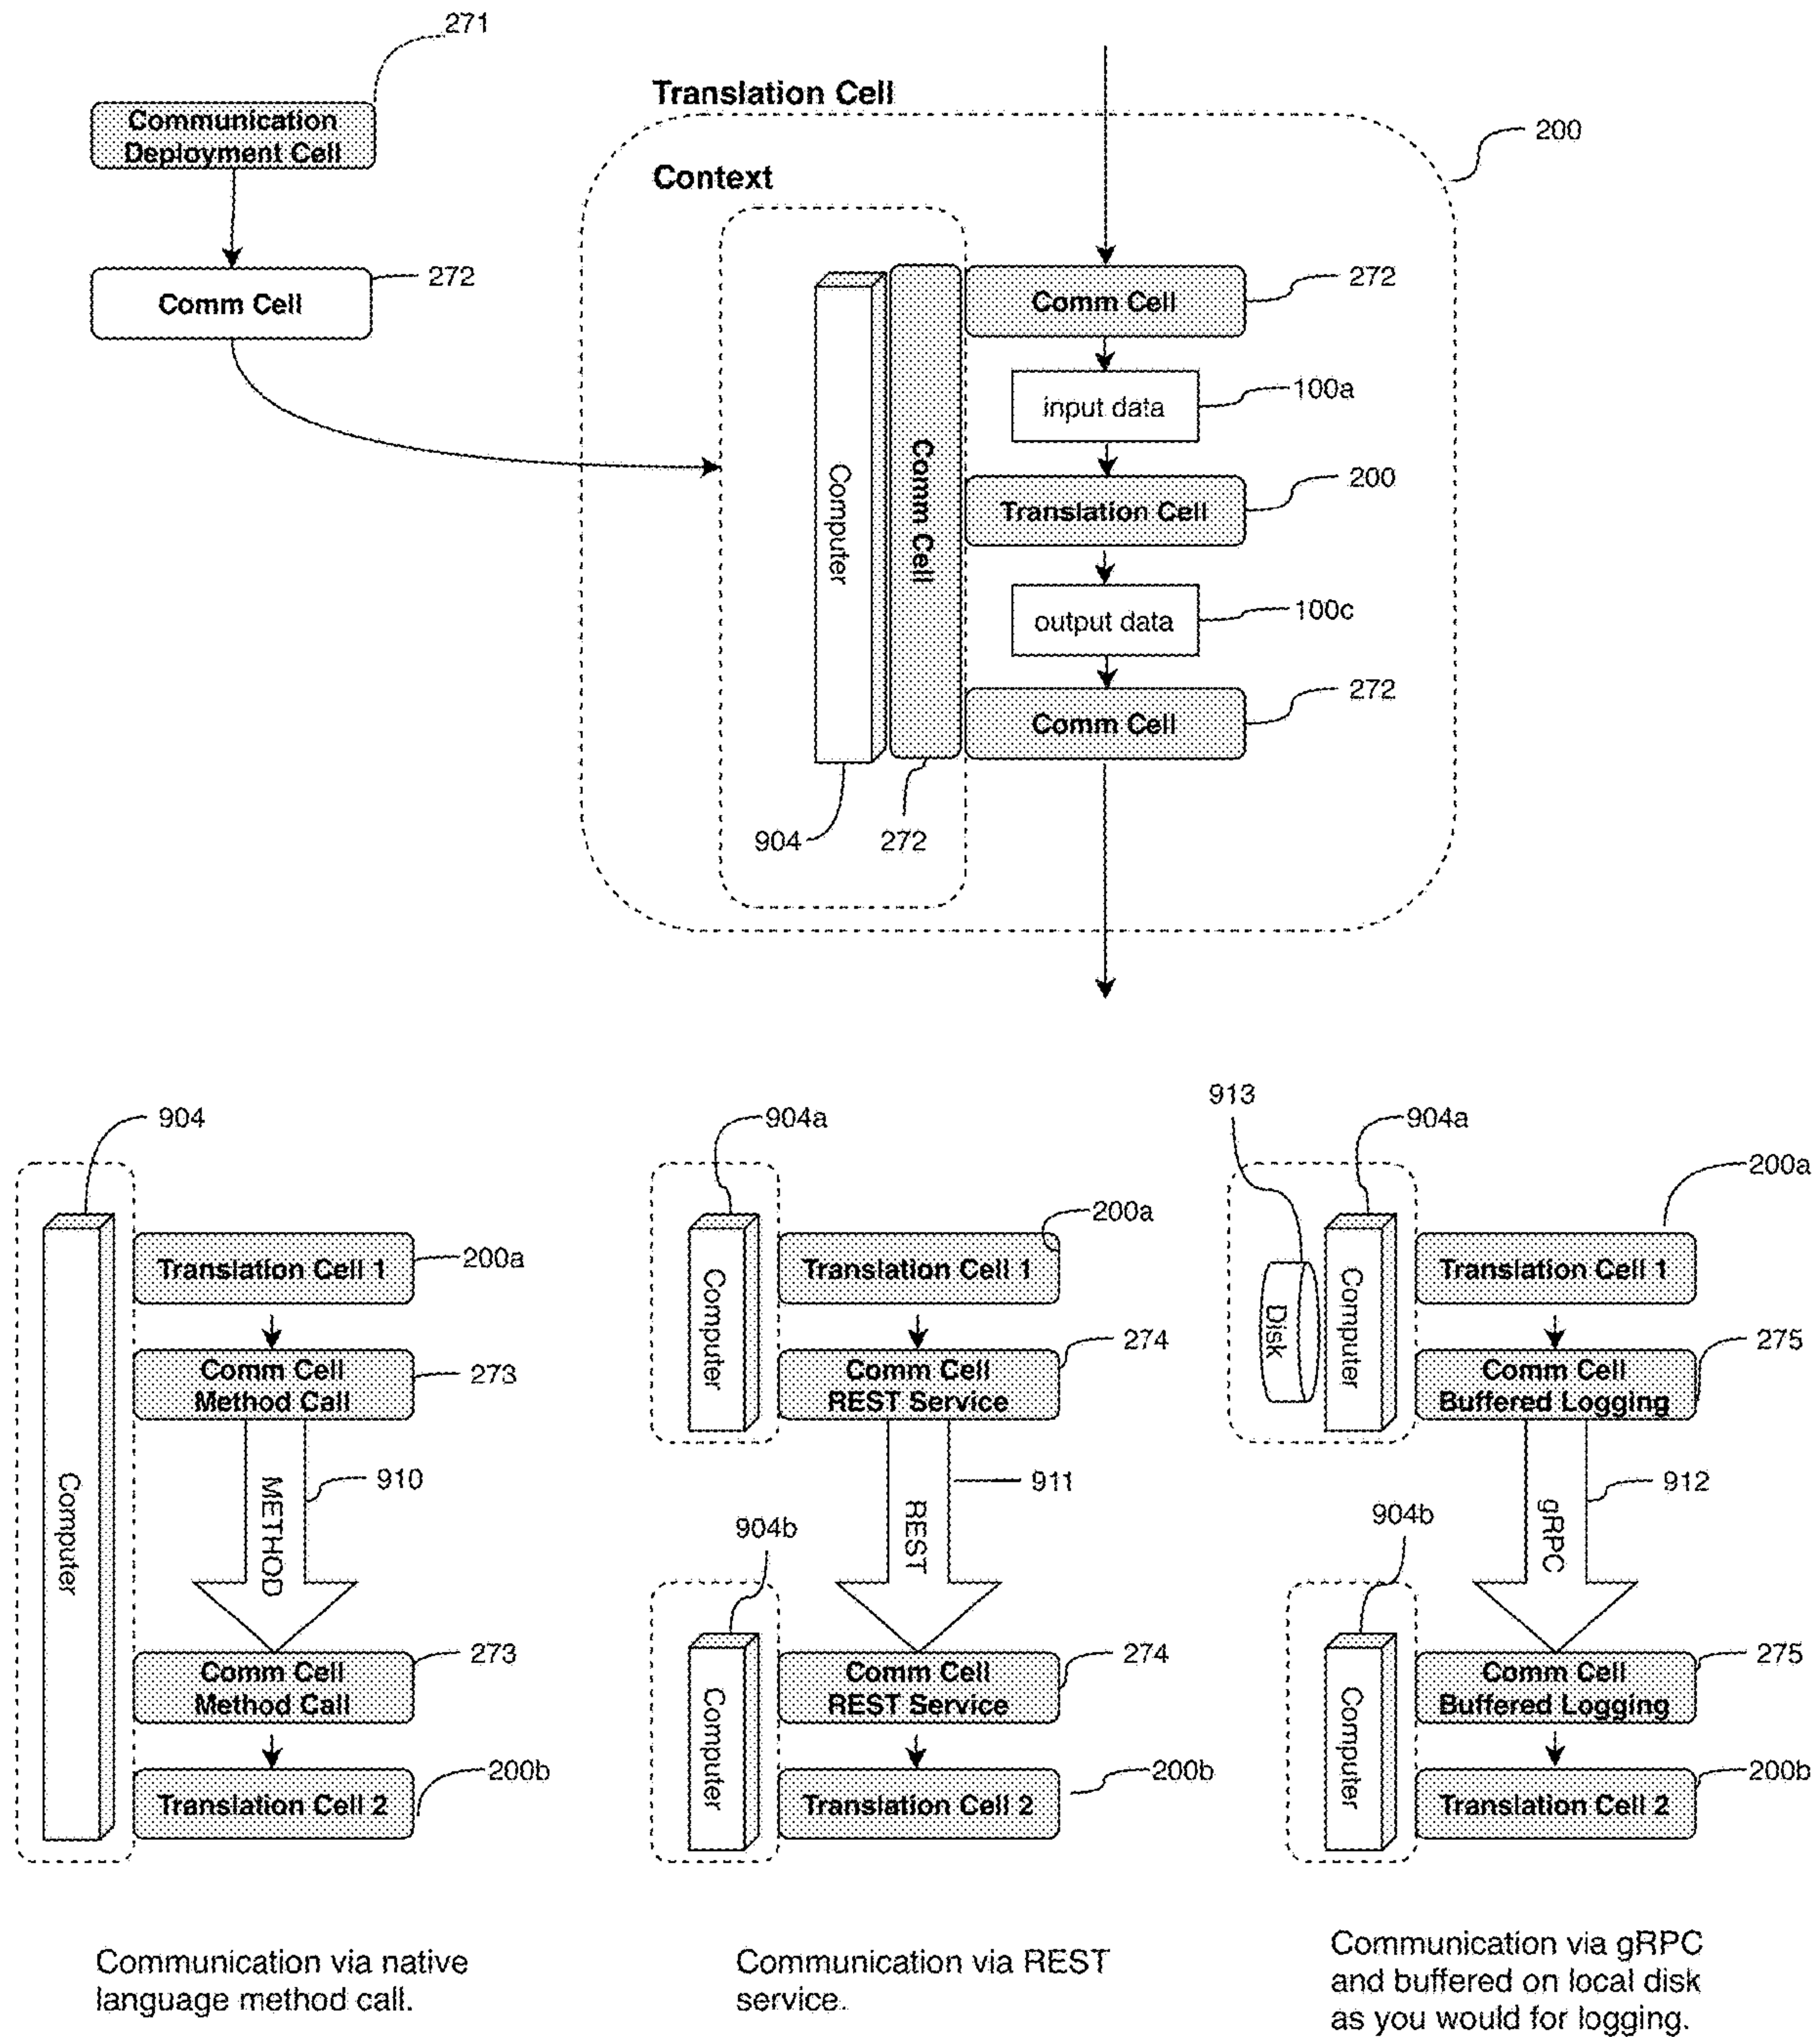 271
Communication
Deployment Cell
272
Comm Cell
Translation Cell
200
Context
Computer
Comm Cell
Comm Cell
272
input data
100a
Translation Cell
200
output data
100c
Comm Cell
272
904
272
904
Computer
Translation Cell 1
200a
Comm Cell
Method Call
273
METHOD
910
Comm Cell
Method Call
273
Translation Cell 2
200b
Communication via native
language method call.
904a
Computer
Translation Cell 1
200a
Comm Cell
REST Service
274
REST
911
904b
Computer
Comm Cell
REST Service
274
Translation Cell 2
200b
Communication via REST
service.
913
904a
Disk
Computer
Translation Cell 1
200a
Comm Cell
Buffered Logging
275
gRPC
912
904b
Computer
Comm Cell
Buffered Logging
275
Translation Cell 2
200b
Communication via gRPC
and buffered on local disk
as you would for logging.